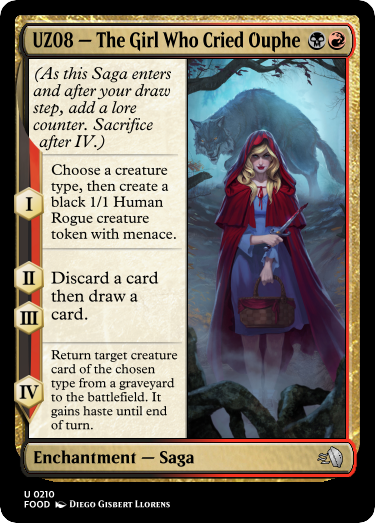 UZ08 — The Girl Who Cried Ouphe
(As this Saga enters
and after your draw
step, add a lore
counter. Sacrifice
after IV.)
I
Choose a creature
type, then create a
black 1/1 Human
Rogue creature
token with menace.
II
III
Discard a card
then draw a
card.
IV
Return target creature
card of the chosen
type from a graveyard
to the battlefield. It
gains haste until end
of turn.
Enchantment — Saga
U 0210
FOOD Diego Gisbert Llorens